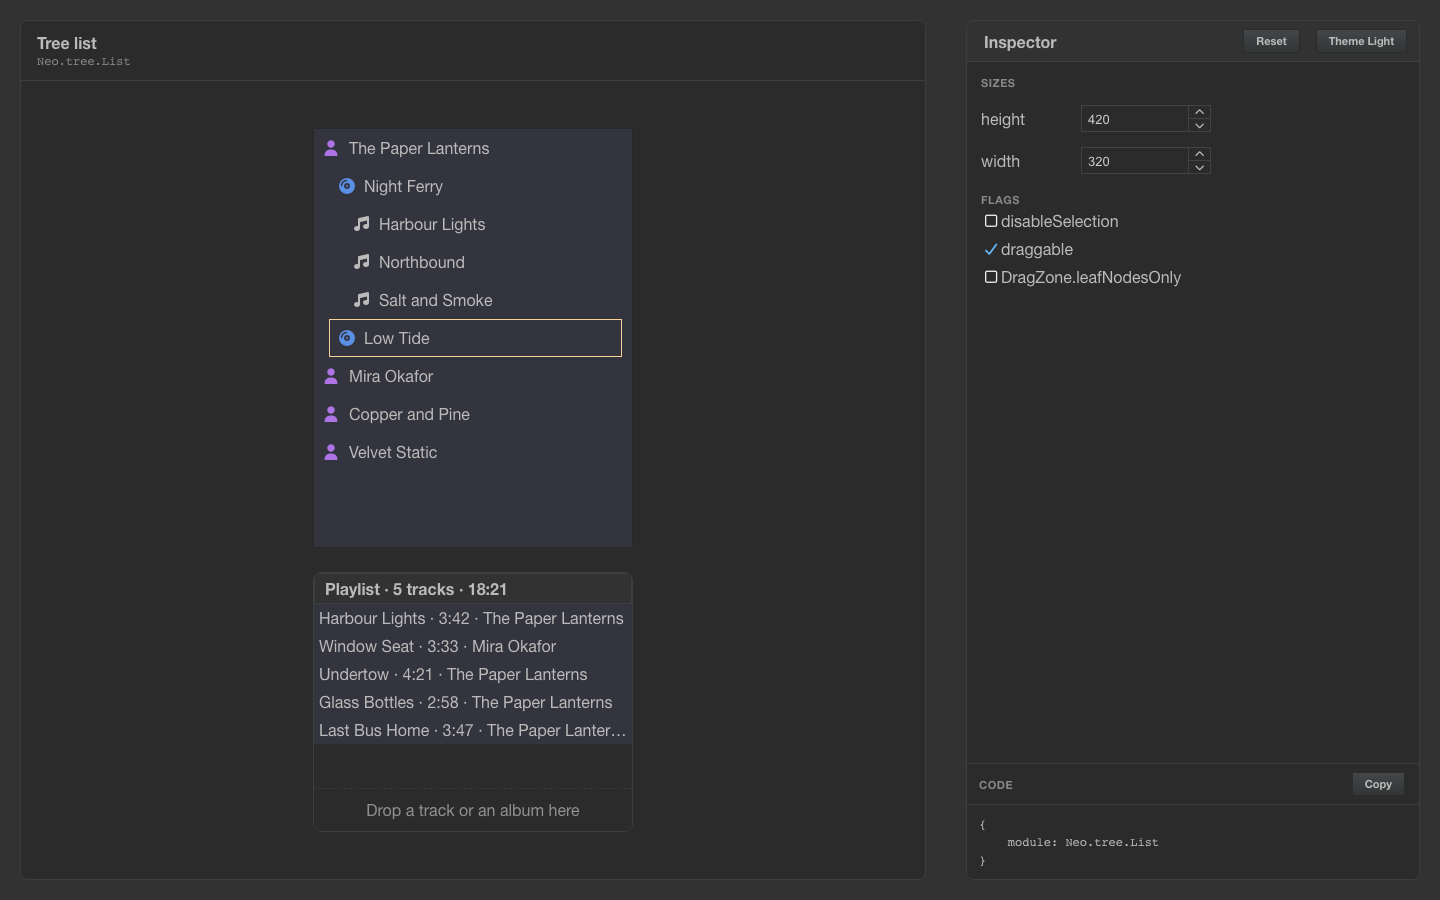 Tree list
Neo.tree.List
The Paper Lanterns
Night Ferry
Harbour Lights
Northbound
Salt and Smoke
Low Tide
Mira Okafor
Copper and Pine
Velvet Static
Playlist · 5 tracks · 18:21
Harbour Lights · 3:42 · The Paper Lanterns
Window Seat · 3:33 · Mira Okafor
Undertow · 4:21 · The Paper Lanterns
Glass Bottles · 2:58 · The Paper Lanterns
Last Bus Home · 3:47 · The Paper Lanter…
Drop a track or an album here
Inspector
Reset
Theme Light
SIZES
height
420
width
320
FLAGS
disableSelection
draggable
DragZone.leafNodesOnly
CODE
Copy
{
module: Neo.tree.List
}